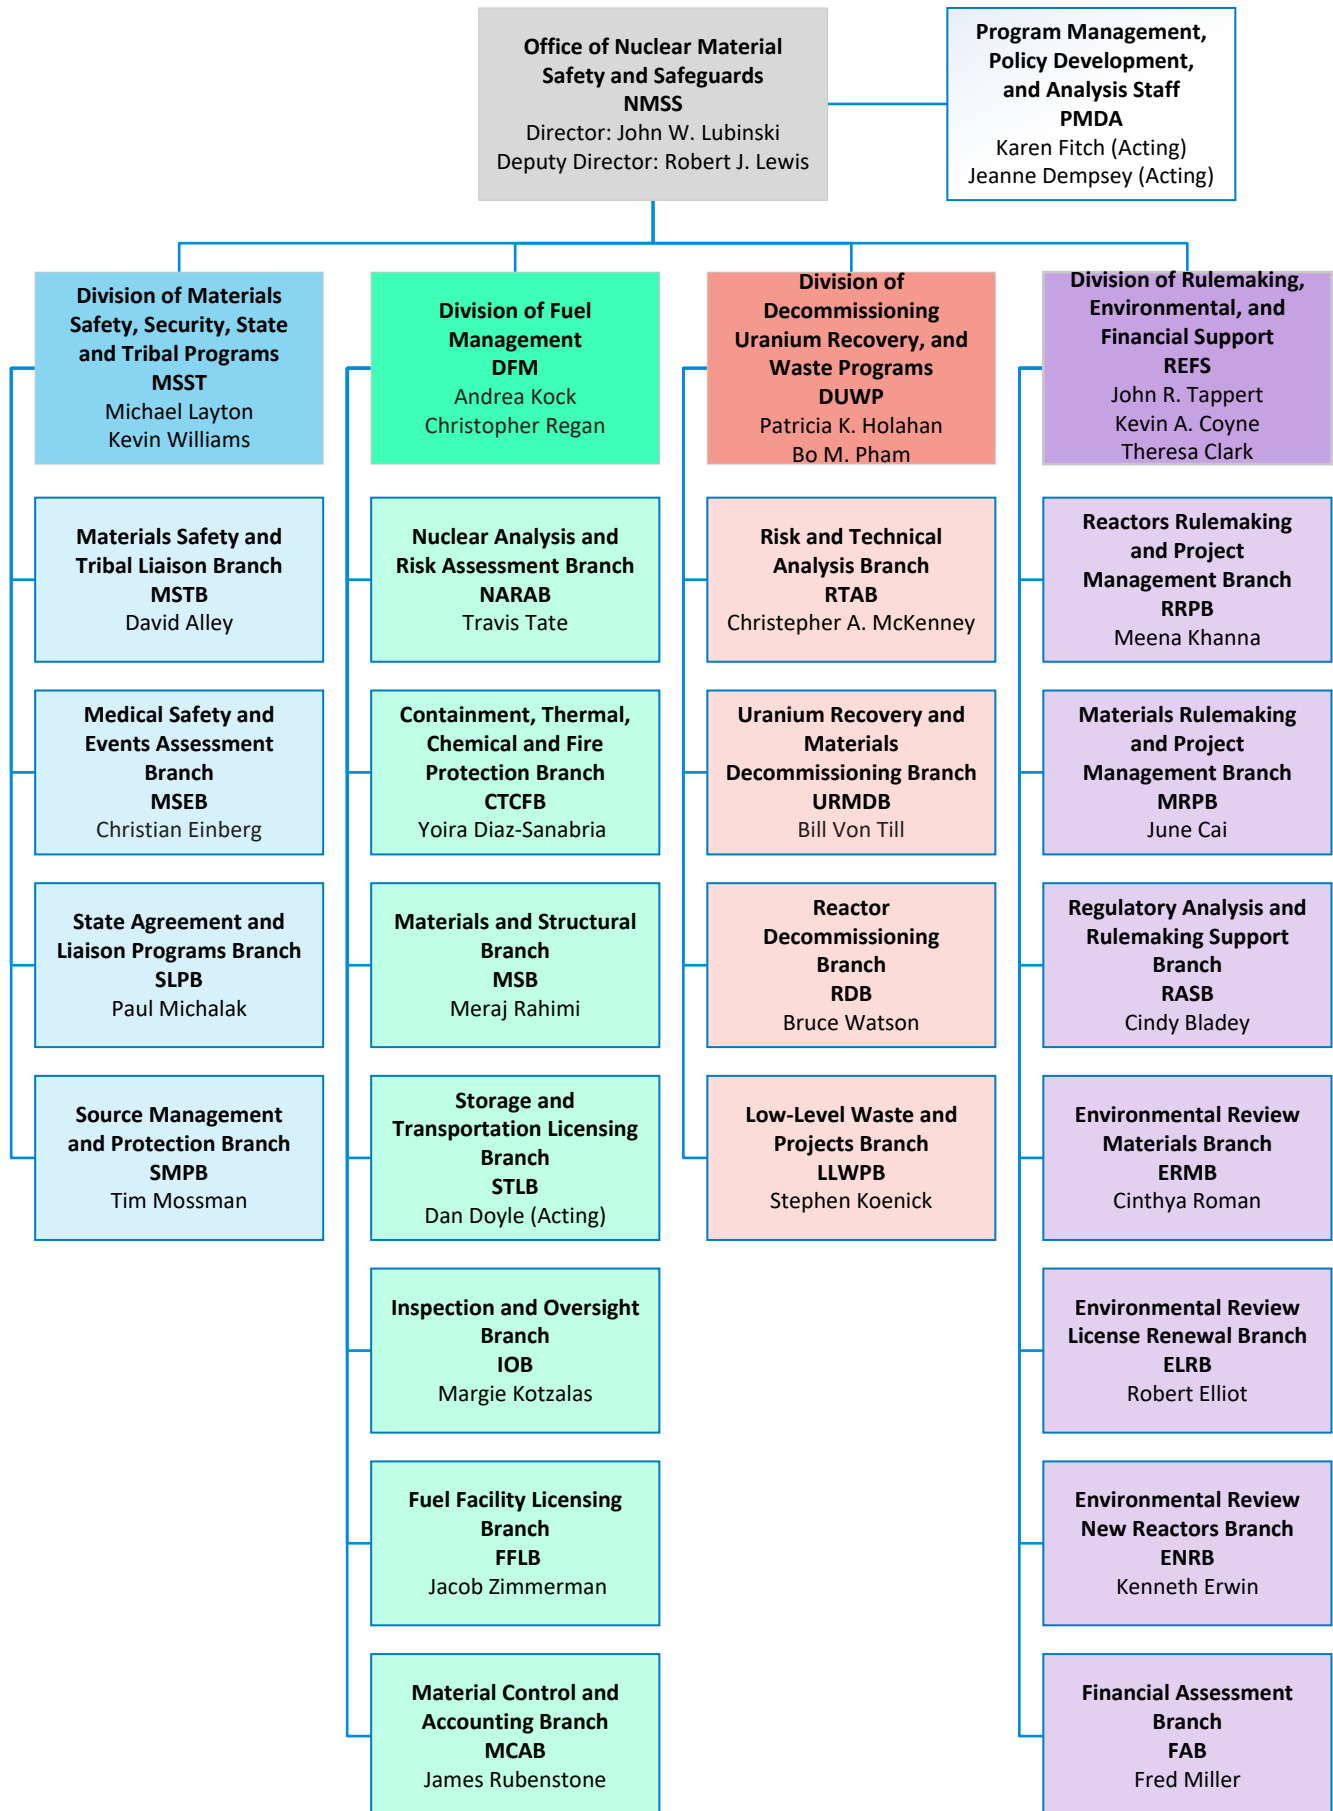 Office of Nuclear Material
Safety and Safeguards
NMSS
Director: John W. Lubinski
Deputy Director: Robert J. Lewis
Program Management,
Policy Development,
and Analysis Staff
PMDA
Karen Fitch (Acting)
Jeanne Dempsey (Acting)
Division of Materials
Safety, Security, State
and Tribal Programs
MSST
Michael Layton
Kevin Williams
Materials Safety and
Tribal Liaison Branch
MSTB
David Alley
Medical Safety and
Events Assessment
Branch
MSEB
Christian Einberg
State Agreement and
Liaison Programs Branch
SLPB
Paul Michalak
Source Management
and Protection Branch
SMPB
Tim Mossman
Division of Fuel
Management
DFM
Andrea Kock
Christopher Regan
Nuclear Analysis and
Risk Assessment Branch
NARAB
Travis Tate
Containment, Thermal,
Chemical and Fire
Protection Branch
CTCFB
Yoira Diaz-Sanabria
Materials and Structural
Branch
MSB
Meraj Rahimi
Storage and
Transportation Licensing
Branch
STLB
Dan Doyle (Acting)
Inspection and Oversight
Branch
IOB
Margie Kotzalas
Fuel Facility Licensing
Branch
FFLB
Jacob Zimmerman
Material Control and
Accounting Branch
MCAB
James Rubenstone
Division of
Decommissioning
Uranium Recovery, and
Waste Programs
DUWP
Patricia K. Holahan
Bo M. Pham
Risk and Technical
Analysis Branch
RTAB
Christepher A. McKenney
Uranium Recovery and
Materials
Decommissioning Branch
URMDB
Bill Von Till
Reactor
Decommissioning
Branch
RDB
Bruce Watson
Low-Level Waste and
Projects Branch
LLWPB
Stephen Koenick
Division of Rulemaking,
Environmental, and
Financial Support
REFS
John R. Tappert
Kevin A. Coyne
Theresa Clark
Reactors Rulemaking
and Project
Management Branch
RRPB
Meena Khanna
Materials Rulemaking
and Project
Management Branch
MRPB
June Cai
Regulatory Analysis and
Rulemaking Support
Branch
RASB
Cindy Bladey
Environmental Review
Materials Branch
ERMB
Cinthya Roman
Environmental Review
License Renewal Branch
ELRB
Robert Elliot
Environmental Review
New Reactors Branch
ENRB
Kenneth Erwin
Financial Assessment
Branch
FAB
Fred Miller